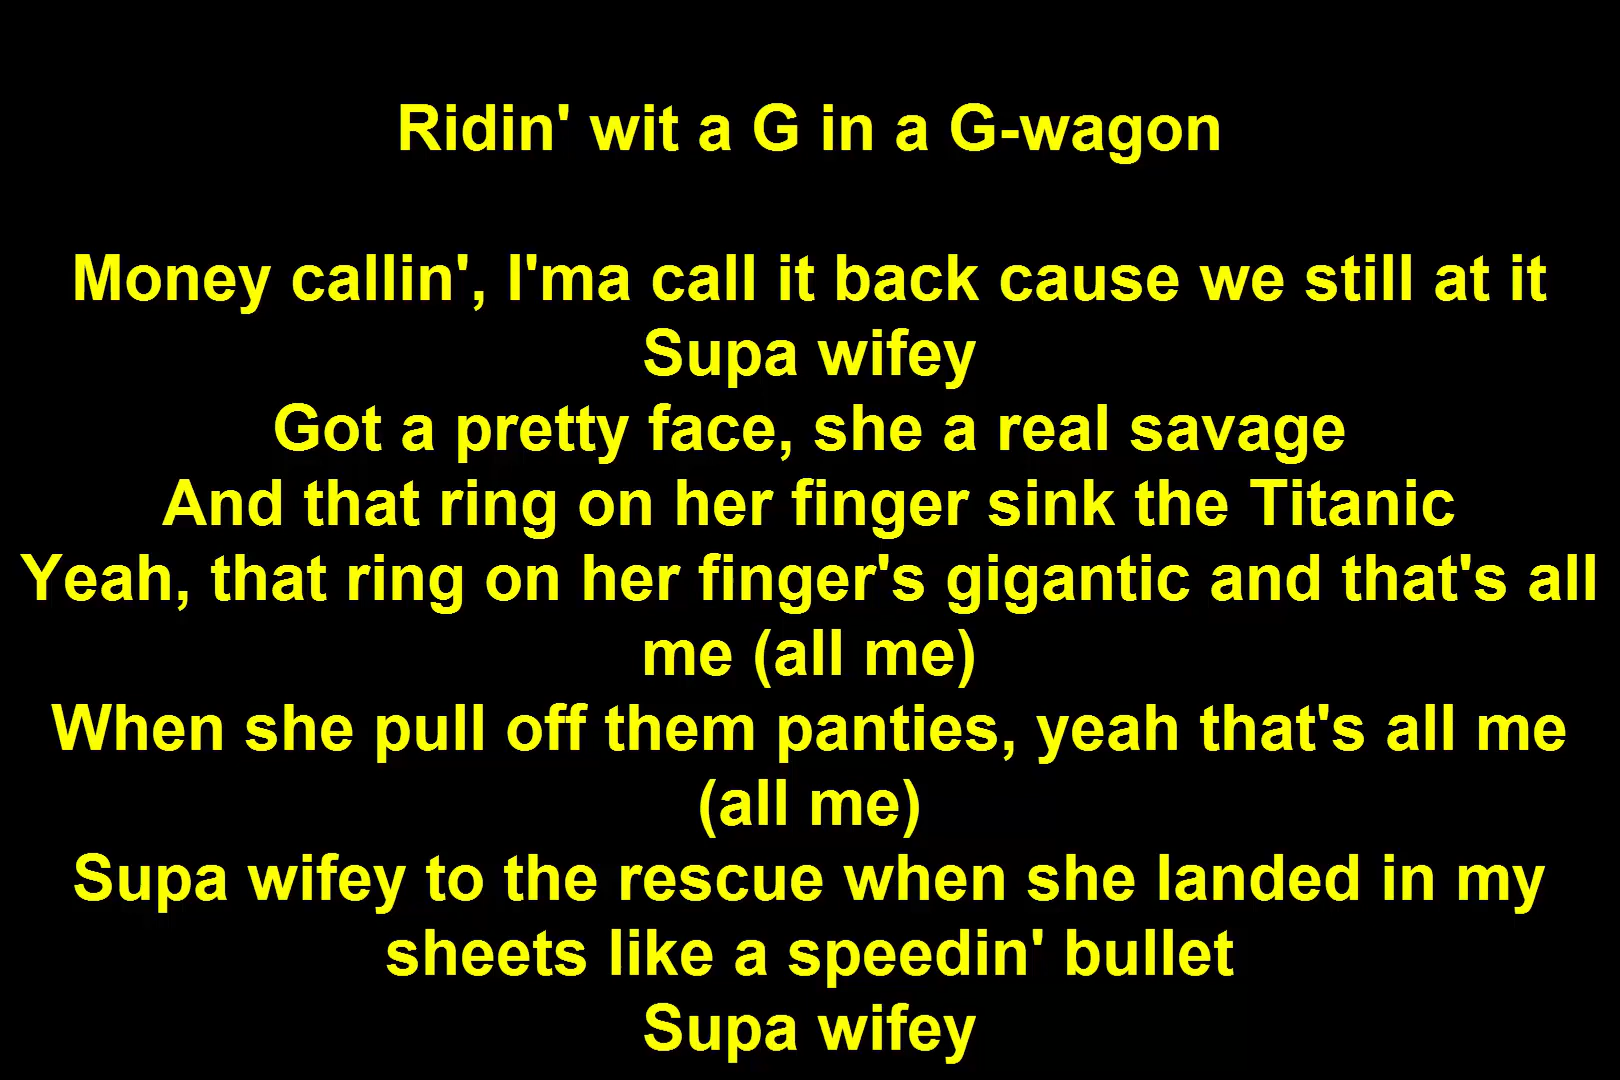 Ridin' wit a G in a G-wagon
Money callin', I'ma call it back cause we still at it
Supa wifey
Got a pretty face, she a real savage
And that ring on her finger sink the Titanic
Yeah, that ring on her finger's gigantic and that's all
me (all me)
When she pull off them panties, yeah that's all me
(all me)
Supa wifey to the rescue when she landed in my
sheets like a speedin' bullet
Supa wifey